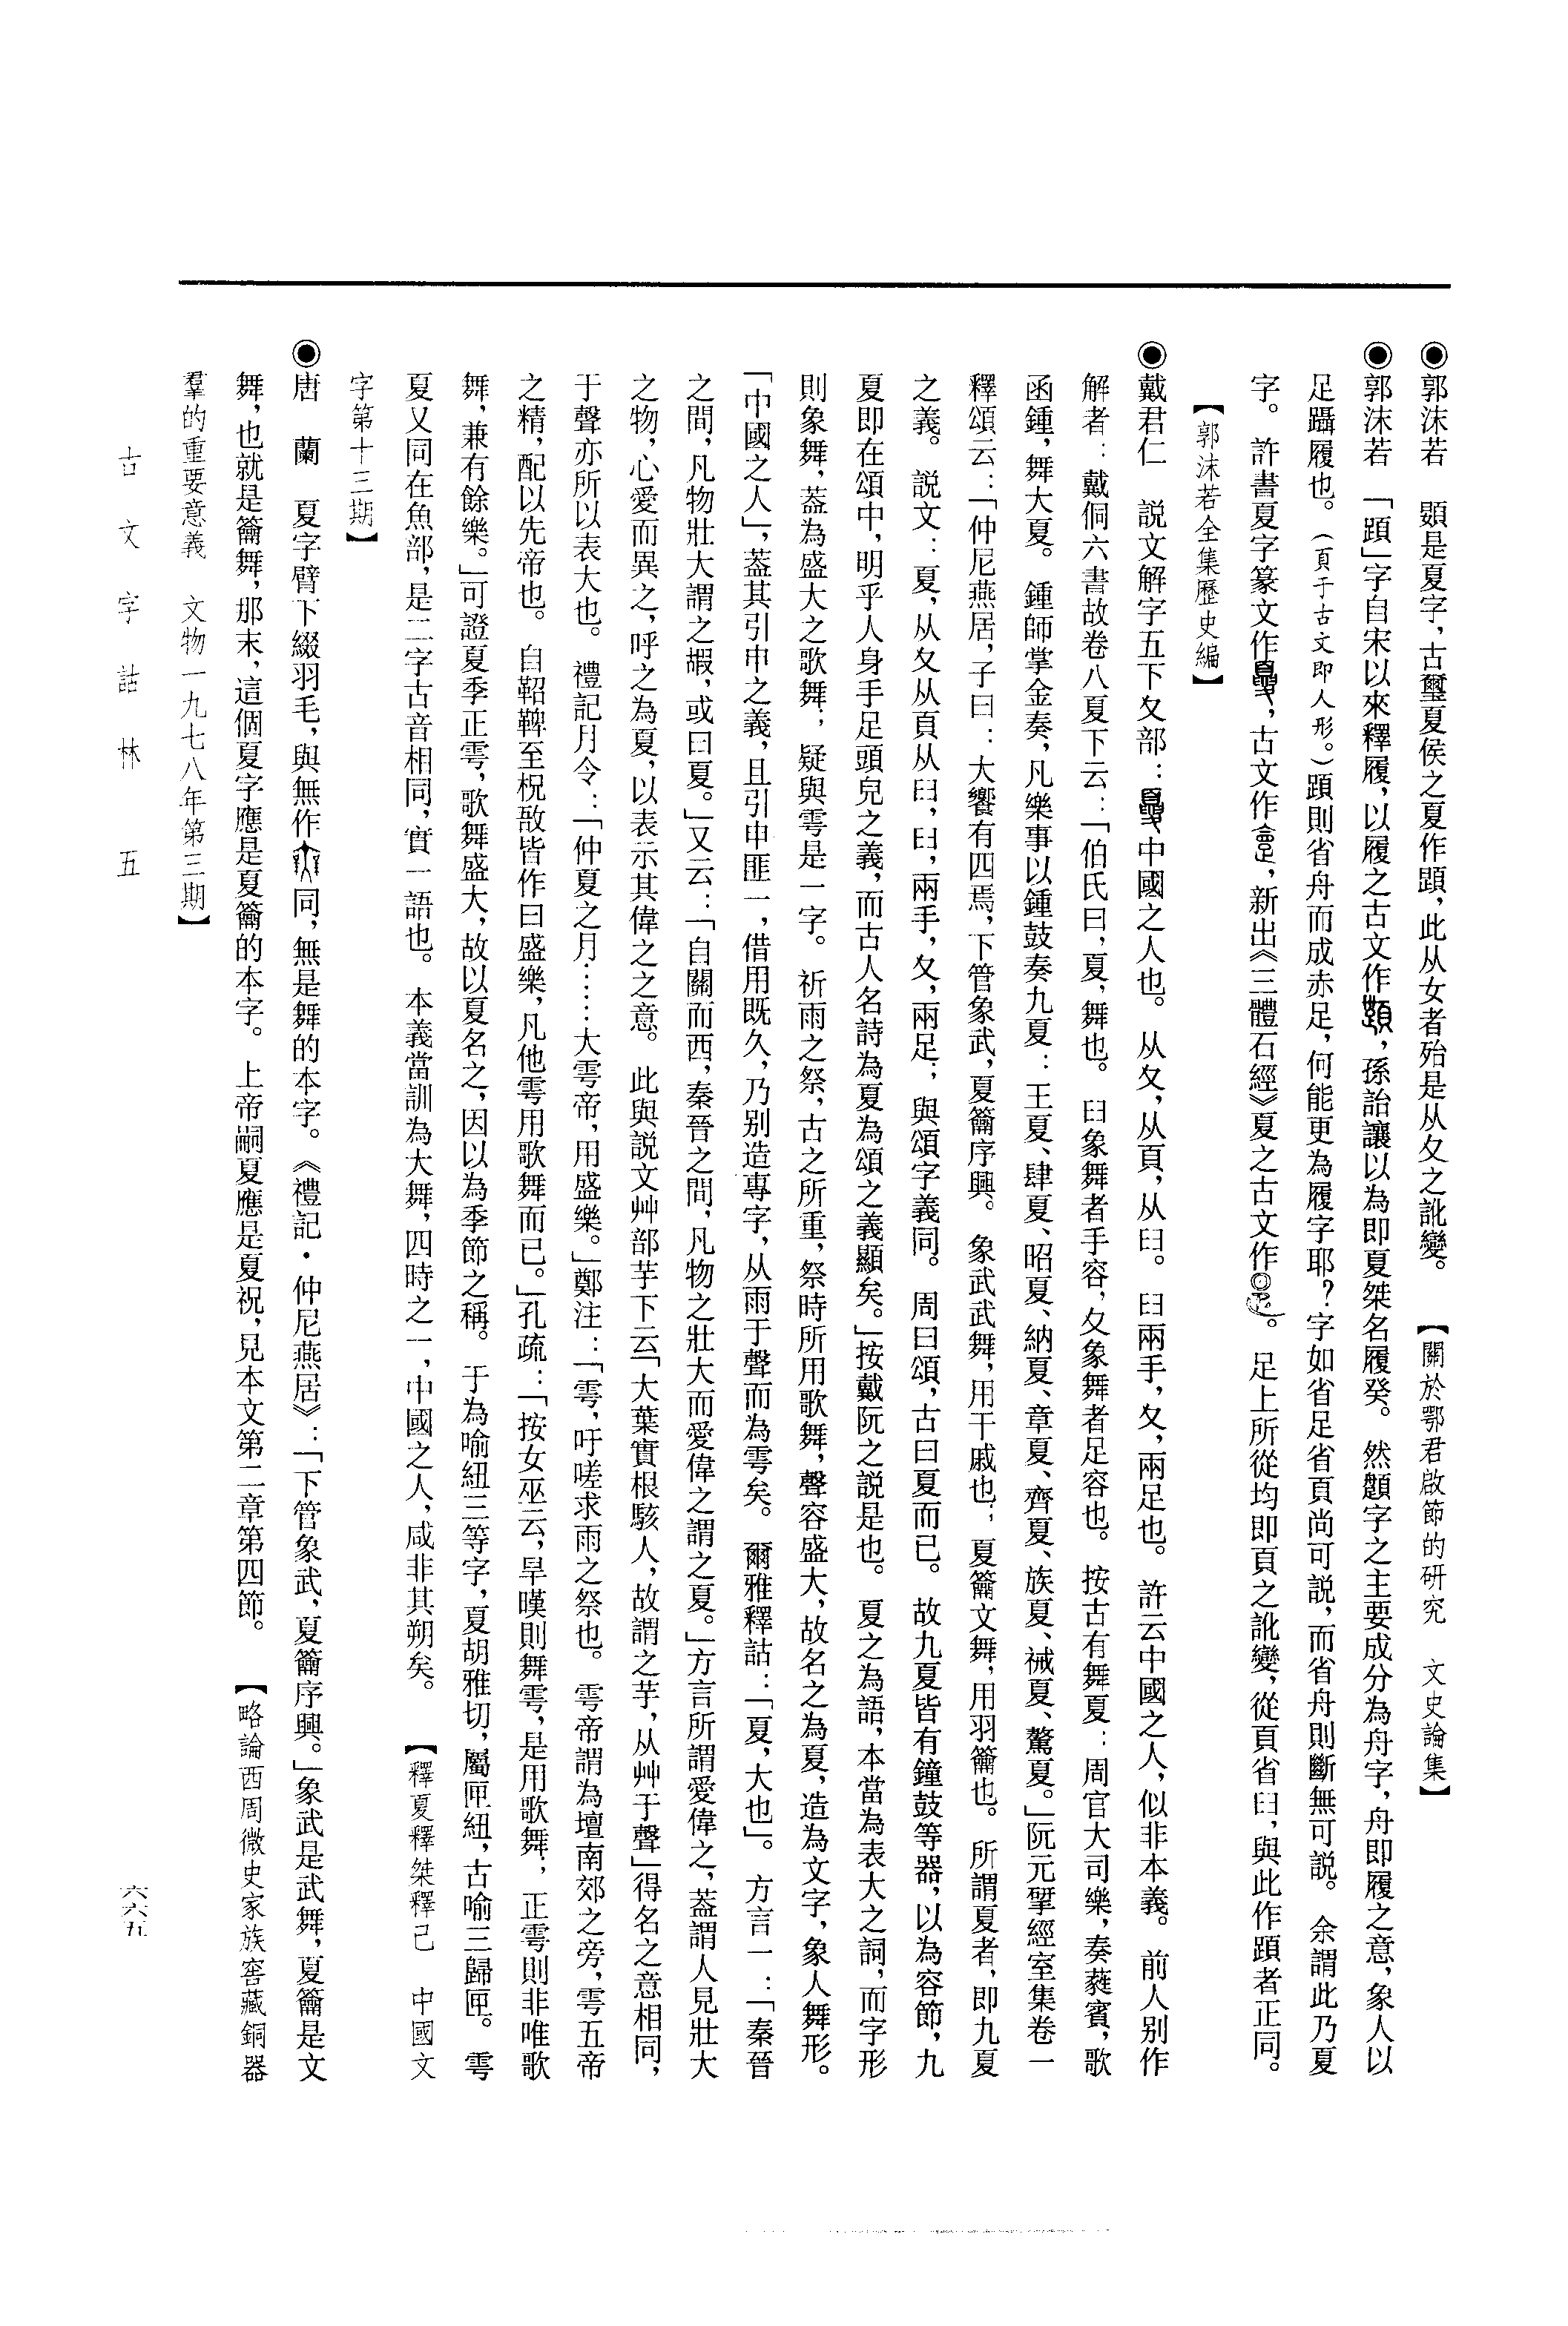 ◉郭沫若　顕是夏字，古璽夏侯之夏作䫀，此从女者殆是从夊之訛變。【關於鄂君啟節的研究　文史論集】
◉郭沫若　「䫀」字自宋以來釋履，以履之古文作，孫詒讓以為即夏桀名履癸。然字之主要成分為舟字，舟即履之意，象人以
足躡履也。（頁于古文即人形。）䫀則省舟而成赤足，何能更為履字耶？字如省足省頁尚可説，而省舟則斷無可説。余謂此乃夏
字。許書夏字篆文作，古文作，新出《三體石經》夏之古文作。足上所從均即頁之訛變，從頁省𦥑，與此作䫀者正同。
【郭沫若全集歷史編】
◉戴君仁　説文解字五下夊部：中國之人也。从夊，从頁，从𦥑。𦥑兩手，夊，兩足也。許云中國之人，似非本義。前人别作
解者：戴侗六書故卷八夏下云：「伯氏曰，夏，舞也。𦥑象舞者手容，夊象舞者足容也。按古有舞夏：周官大司樂，奏蕤賓，歌
函鍾，舞大夏。鍾師掌金奏，凡樂事以鍾鼓奏九夏：王夏、肆夏、昭夏、納夏、章夏、齊夏、族夏、祴夏、驁夏。」阮元揅經室集卷一
釋頌云：「仲尼燕居，子曰：大饗有四焉，下管象武，夏籥序興。象武武舞，用干戚也；夏籥文舞，用羽籥也。所謂夏者，即九夏
之義。説文：夏，从夊从頁从𦥑，𦥑，兩手，夊，兩足；與頌字義同。周曰頌，古曰夏而已。故九夏皆有鐘鼓等器，以為容節，九
夏即在頌中，明乎人身手足頭兒之義，而古人名詩為夏為頌之義顯矣。」按戴阮之説是也。夏之為語，本當為表大之詞，而字形
則象舞，葢為盛大之歌舞；疑與雩是一字。祈雨之祭，古之所重，祭時所用歌舞，聲容盛大，故名之為夏，造為文字，象人舞形。
「中國之人」，葢其引申之義，且引申匪一，借用既久，乃别造專字，从雨于聲而為雩矣。爾雅釋詁：「夏，大也」。方言一：「秦晉
之間，凡物壯大謂之嘏，或曰夏。」又云：「自關而西，秦晉之間，凡物之壯大而愛偉之謂之夏。」方言所謂愛偉之，葢謂人見壯大
之物，心愛而異之，呼之為夏，以表示其偉之之意。此與説文艸部芋下云「大葉實根駭人，故謂之芋，从艸于聲」得名之意相同，
于聲亦所以表大也。禮記月令：「仲夏之月……大雩帝，用盛樂。」鄭注：「雩，吁嗟求雨之祭也。雩帝謂為壇南郊之旁，雩五帝
之精，配以先帝也。自鞀鞞至柷敔皆作曰盛樂，凡他雩用歌舞而已。」孔疏：「按女巫云，旱暵則舞雩，是用歌舞；正雩則非唯歌
舞，兼有餘樂。」可證夏季正雩，歌舞盛大，故以夏名之，因以為季節之稱。于為喻紐三等字，夏胡雅切，屬匣紐，古喻三歸匣。雩
夏又同在魚部，是二字古音相同，實一語也。本義當訓為大舞，四時之一，中國之人，咸非其朔矣。【釋夏釋桀釋己　中國文
字第十三期】
◉唐　蘭　夏字臂下綴羽毛，與無作同，無是舞的本字。《禮記・仲尼燕居》：「下管象武，夏籥序興。」象武是武舞，夏籥是文
舞，也就是籥舞，那末，這個夏字應是夏籥的本字。上帝嗣夏應是夏祝，見本文第二章第四節。【略論西周微史家族窖藏銅器
羣的重要意義　文物一九七八年第三期】
古文字詁林　五　六六五